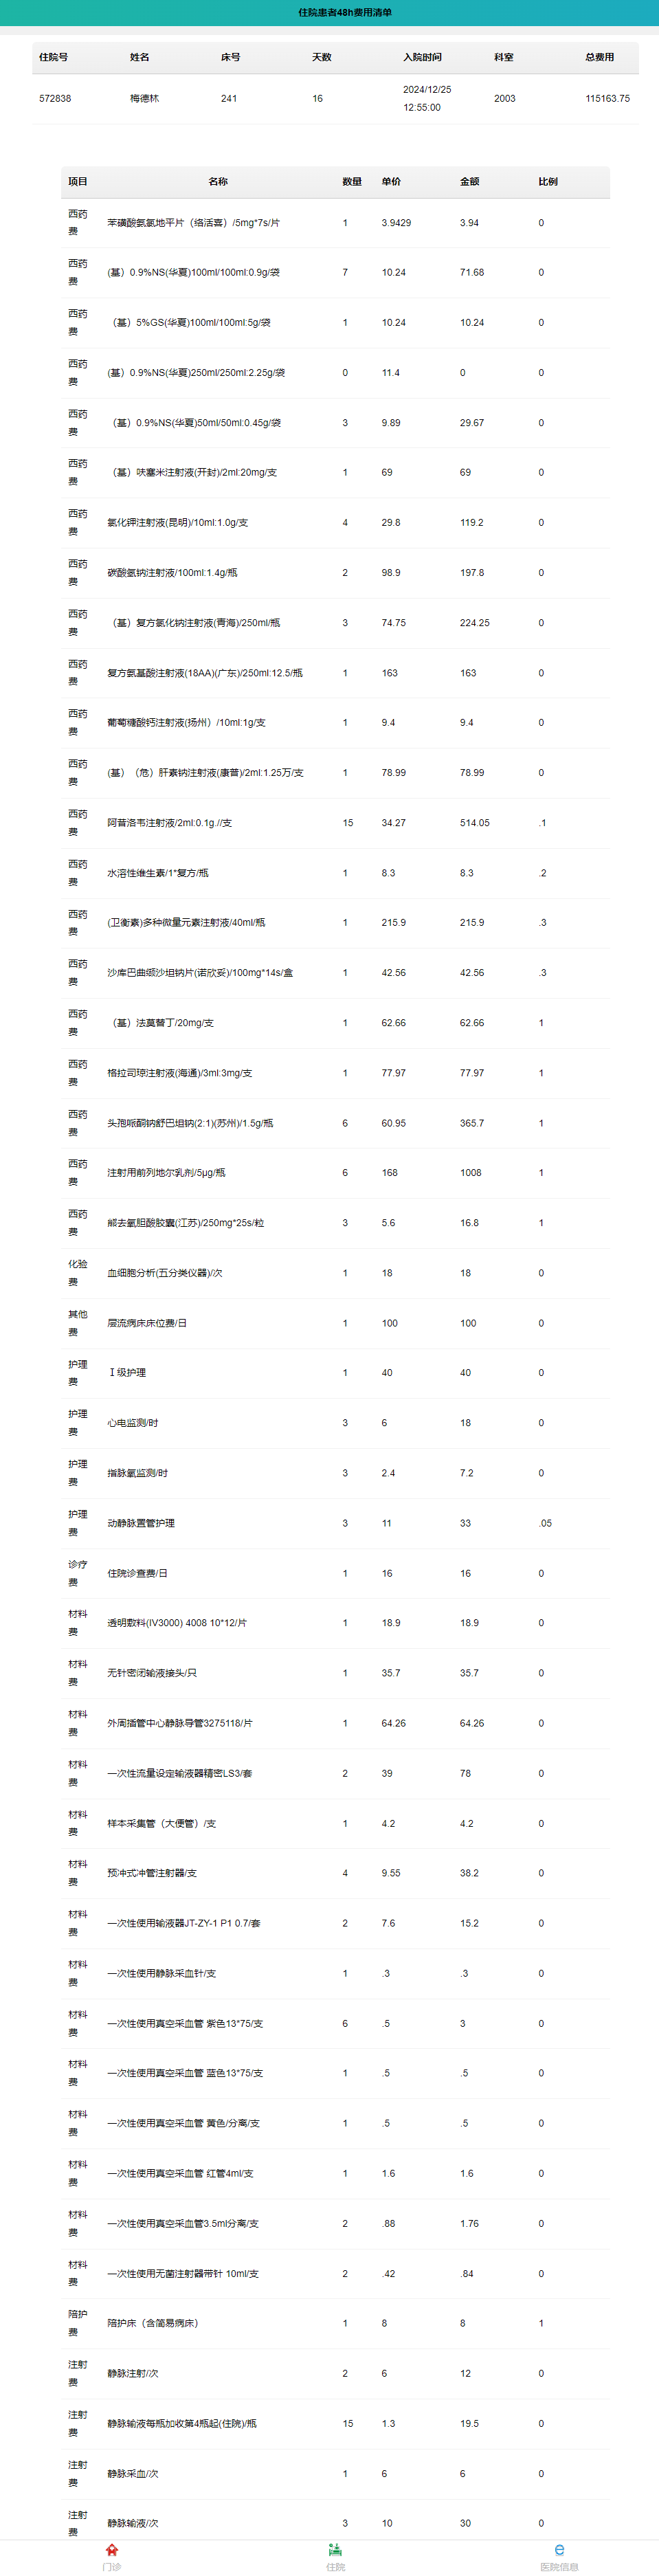 住院患者48h费用清单
住院号 姓名 床号 天数 入院时间 科室 总费用
572838 梅德林 241 16 2024/12/25 12:55:00 2003 115163.75
项目 名称 数量 单价 金额 比例
西药费 苯磺酸氨氯地平片（络活喜）/5mg*7s/片 1 3.9429 3.94 0
西药费 (基）0.9%NS(华夏)100ml/100ml:0.9g/袋 7 10.24 71.68 0
西药费 （基）5%GS(华夏)100ml/100ml:5g/袋 1 10.24 10.24 0
西药费 (基）0.9%NS(华夏)250ml/250ml:2.25g/袋 0 11.4 0 0
西药费 （基）0.9%NS(华夏)50ml/50ml:0.45g/袋 3 9.89 29.67 0
西药费 （基）呋塞米注射液(开封)/2ml:20mg/支 1 69 69 0
西药费 氯化钾注射液(昆明)/10ml:1.0g/支 4 29.8 119.2 0
西药费 碳酸氢钠注射液/100ml:1.4g/瓶 2 98.9 197.8 0
西药费 （基）复方氯化钠注射液(青海)/250ml/瓶 3 74.75 224.25 0
西药费 复方氨基酸注射液(18AA)(广东)/250ml:12.5/瓶 1 163 163 0
西药费 葡萄糖酸钙注射液(扬州）/10ml:1g/支 1 9.4 9.4 0
西药费 (基）（危）肝素钠注射液(康普)/2ml:1.25万/支 1 78.99 78.99 0
西药费 阿昔洛韦注射液/2ml:0.1g.//支 15 34.27 514.05 .1
西药费 水溶性维生素/1*复方/瓶 1 8.3 8.3 .2
西药费 (卫衡素)多种微量元素注射液/40ml/瓶 1 215.9 215.9 .3
西药费 沙库巴曲缬沙坦钠片(诺欣妥)/100mg*14s/盒 1 42.56 42.56 .3
西药费 （基）法莫替丁/20mg/支 1 62.66 62.66 1
西药费 格拉司琼注射液(海通)/3ml:3mg/支 1 77.97 77.97 1
西药费 头孢哌酮钠舒巴坦钠(2:1)(苏州)/1.5g/瓶 6 60.95 365.7 1
西药费 注射用前列地尔乳剂/5μg/瓶 6 168 1008 1
西药费 熊去氧胆酸胶囊(江苏)/250mg*25s/粒 3 5.6 16.8 1
化验费 血细胞分析(五分类仪器)/次 1 18 18 0
其他费 层流病床床位费/日 1 100 100 0
护理费 Ⅰ级护理 1 40 40 0
护理费 心电监测/时 3 6 18 0
护理费 指脉氧监测/时 3 2.4 7.2 0
护理费 动静脉置管护理 3 11 33 .05
诊疗费 住院诊查费/日 1 16 16 0
材料费 透明敷料(IV3000) 4008 10*12/片 1 18.9 18.9 0
材料费 无针密闭输液接头/只 1 35.7 35.7 0
材料费 外周插管中心静脉导管3275118/片 1 64.26 64.26 0
材料费 一次性流量设定输液器精密LS3/套 2 39 78 0
材料费 样本采集管（大便管）/支 1 4.2 4.2 0
材料费 预冲式冲管注射器/支 4 9.55 38.2 0
材料费 一次性使用输液器JT-ZY-1 P1 0.7/套 2 7.6 15.2 0
材料费 一次性使用静脉采血针/支 1 .3 .3 0
材料费 一次性使用真空采血管 紫色13*75/支 6 .5 3 0
材料费 一次性使用真空采血管 蓝色13*75/支 1 .5 .5 0
材料费 一次性使用真空采血管 黄色/分离/支 1 .5 .5 0
材料费 一次性使用真空采血管 红管4ml/支 1 1.6 1.6 0
材料费 一次性使用真空采血管3.5ml分离/支 2 .88 1.76 0
材料费 一次性使用无菌注射器带针 10ml/支 2 .42 .84 0
陪护费 陪护床（含简易病床） 1 8 8 1
注射费 静脉注射/次 2 6 12 0
注射费 静脉输液每瓶加收第4瓶起(住院)/瓶 15 1.3 19.5 0
注射费 静脉采血/次 1 6 6 0
注射费 静脉输液/次 3 10 30 0
门诊 住院 医院信息